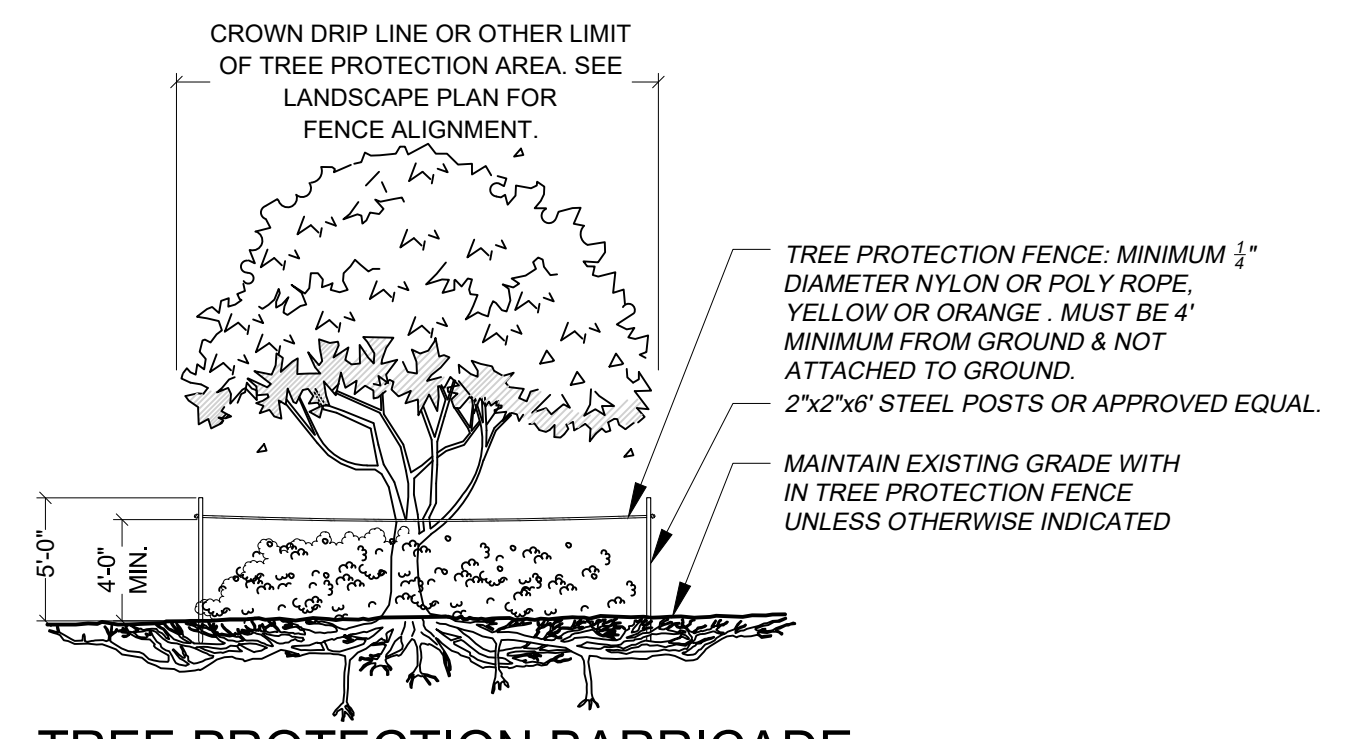 CROWN DRIP LINE OR OTHER LIMIT
OF TREE PROTECTION AREA. SEE
LANDSCAPE PLAN FOR
FENCE ALIGNMENT.
TREE PROTECTION FENCE: MINIMUM 1/4"
DIAMETER NYLON OR POLY ROPE,
YELLOW OR ORANGE . MUST BE 4'
MINIMUM FROM GROUND & NOT
ATTACHED TO GROUND.
2"x2"x6' STEEL POSTS OR APPROVED EQUAL.
MAINTAIN EXISTING GRADE WITH
IN TREE PROTECTION FENCE
UNLESS OTHERWISE INDICATED
5'-0"
4'-0"
MIN.
TREE PROTECTION BARRICADE